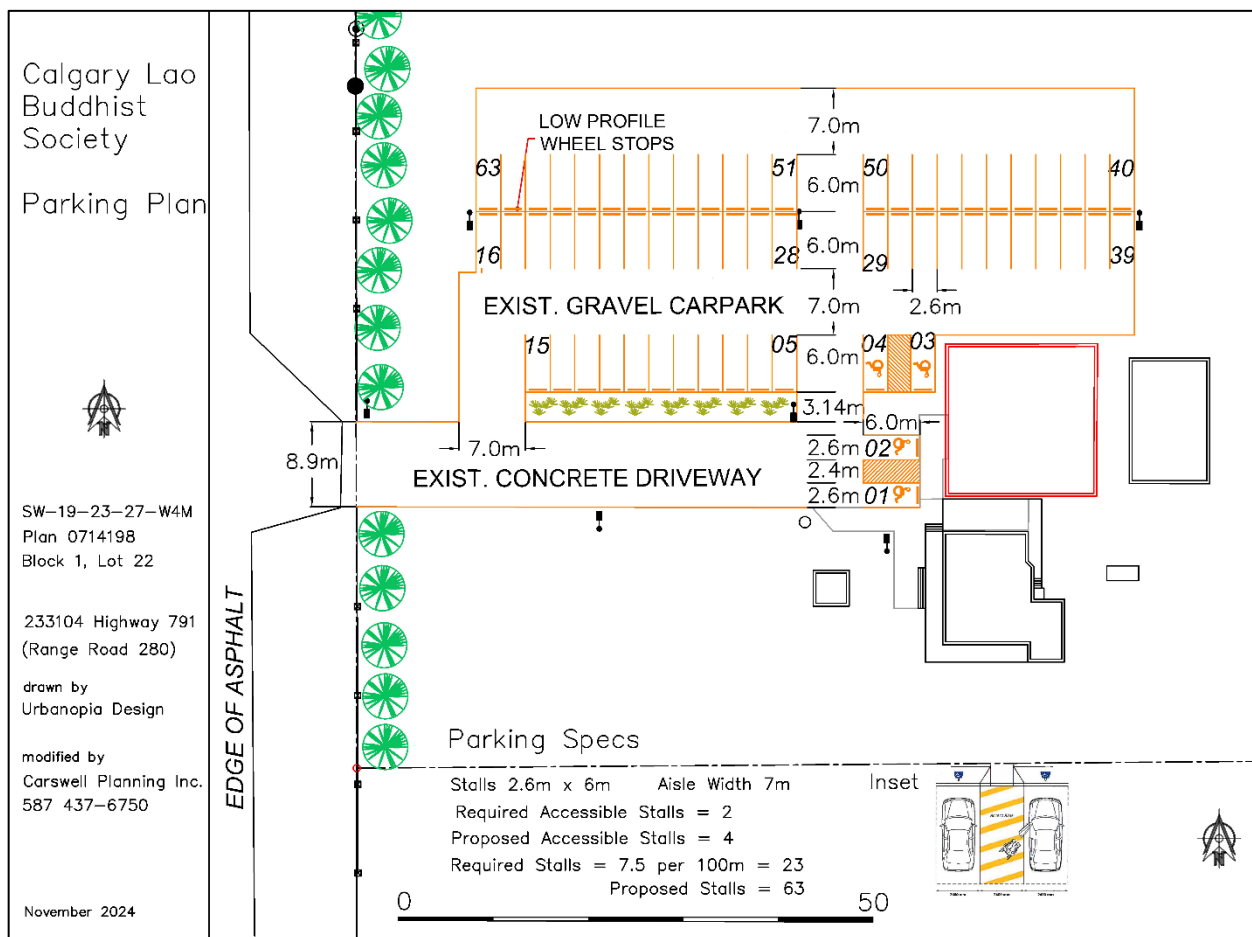 Calgary Lao
Buddhist
Society
Parking Plan
SW-19-23-27-W4M
Plan 0714198
Block 1, Lot 22
233104 Highway 791
(Range Road 280)
drawn by
Urbanopia Design
modified by
Carswell Planning Inc.
587 437-6750
November 2024
EDGE OF ASPHALT
LOW PROFILE
WHEEL STOPS
7.0m
63
51
50
40
6.0m
6.0m
16
28
29
39
EXIST. GRAVEL CARPARK
7.0m
2.6m
15
05
6.0m
04
03
3.14m
6.0m
8.9m
7.0m
EXIST. CONCRETE DRIVEWAY
2.6m
02
2.4m
2.6m
01
Parking Specs
Stalls 2.6m x 6m Aisle Width 7m
Required Accessible Stalls = 2
Proposed Accessible Stalls = 4
Required Stalls = 7.5 per 100m = 23
Proposed Stalls = 63
0
50
Inset
N
N